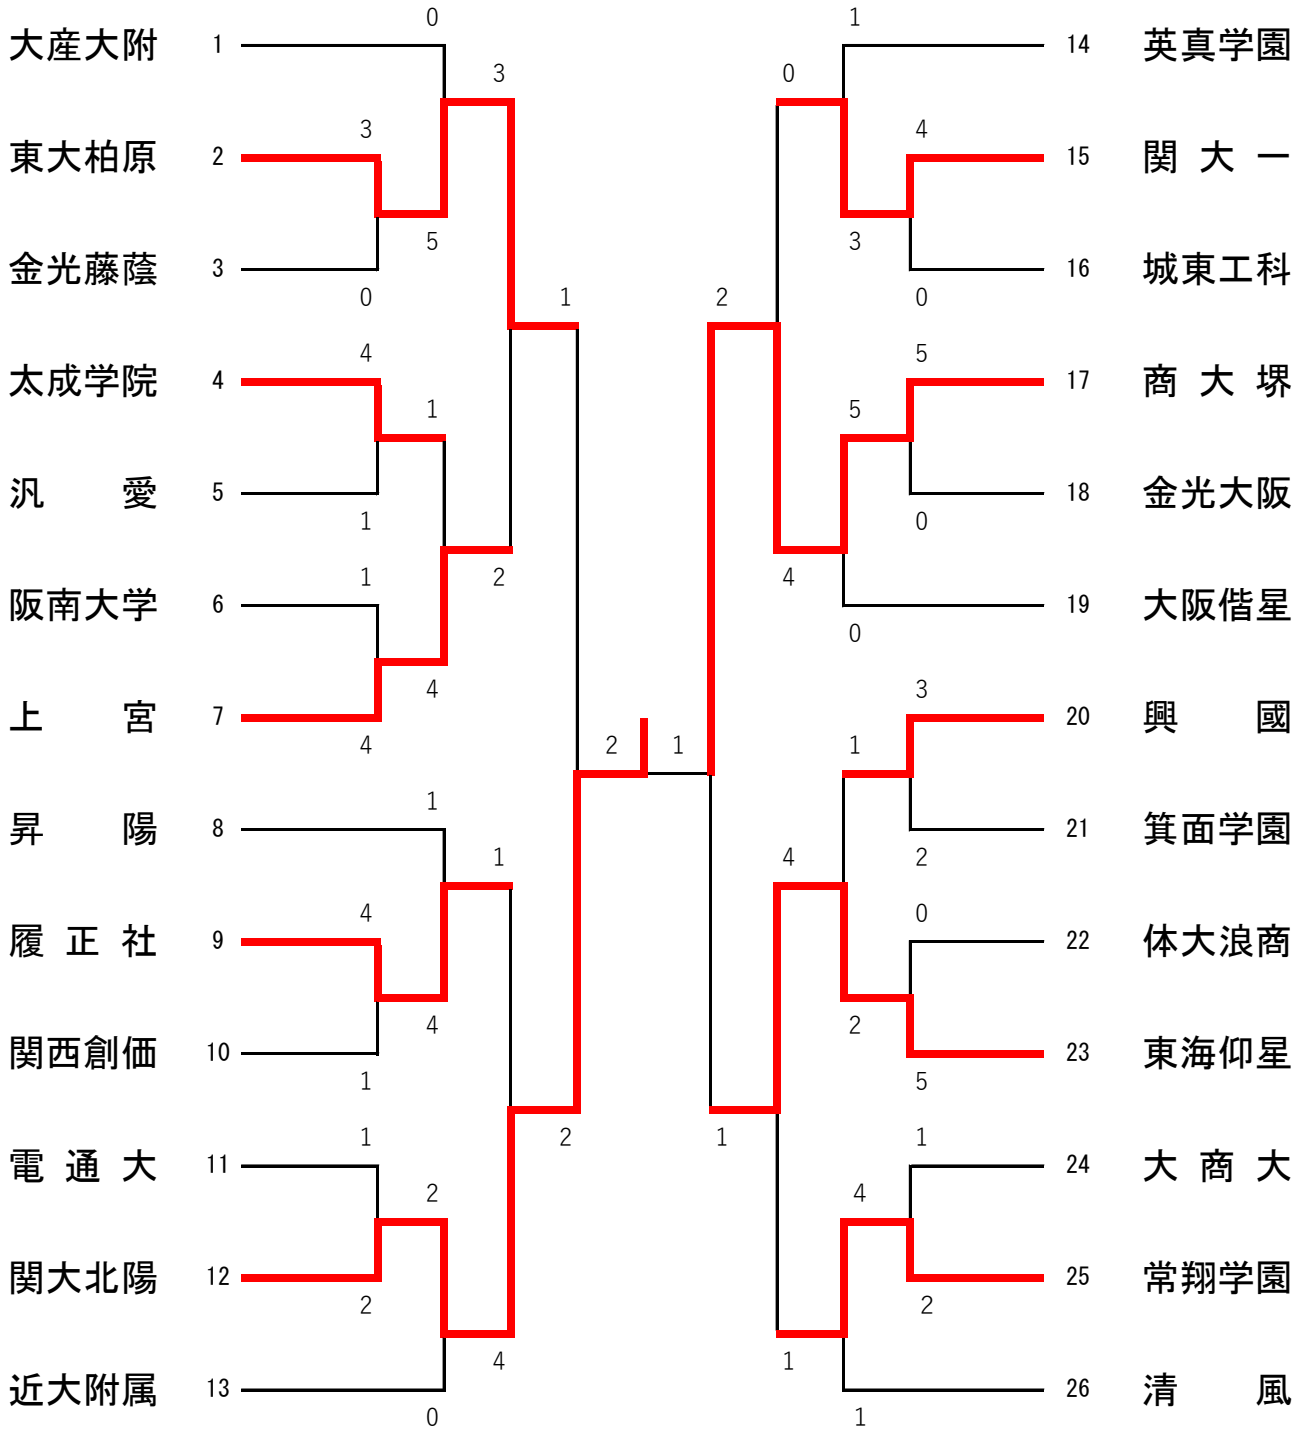 0
大産大附 1
3
3
東大柏原 2
5
金光藤蔭 3
0
1
4
太成学院 4
1
汎 愛 5
1
1
2
阪南大学 6
4
上 宮 7
4
2
1
昇 陽 8
1
4
履 正 社 9
4
関西創価 10
1
1
2
電 通 大 11
2
関大北陽 12
2
4
近大附属 13
0
1
14 英真学園
0
4
15 関 大 一
3
16 城東工科
0
2
5
17 商 大 堺
5
18 金光大阪
0
4
19 大阪偕星
0
3
20 興 國
1
1
21 箕面学園
4
2
0
22 体大浪商
2
23 東海仰星
5
1
1
24 大 商 大
4
25 常翔学園
2
1
26 清 風
1